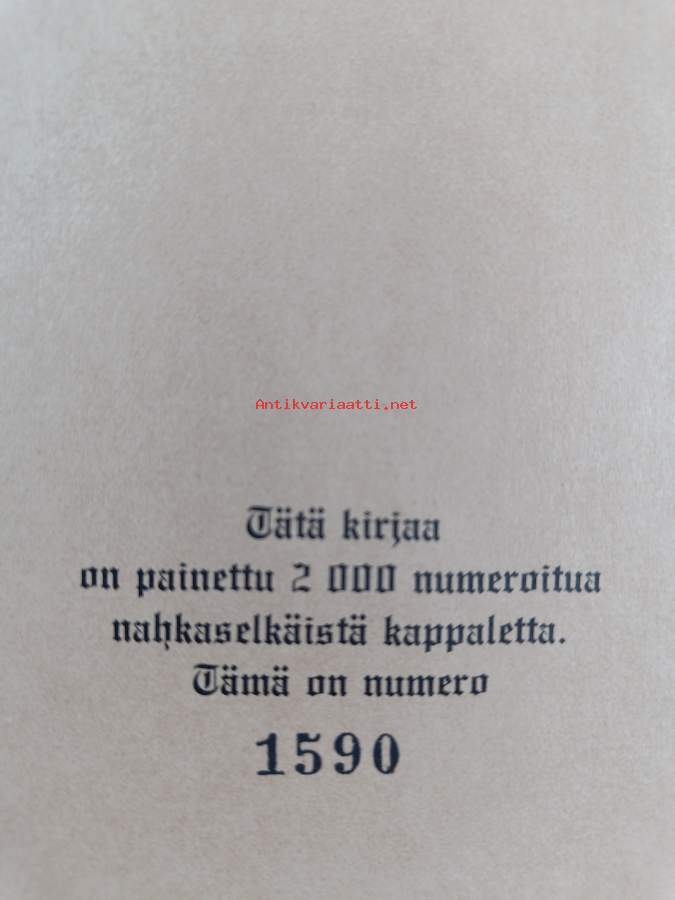 Antikvariaatti.net
Tätä kirjaa
on painettu 2 000 numeroitua
nahkaselkäistä kappaletta.
Tämä on numero
1590